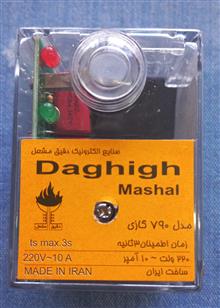 صنایع الکترونیک دقیق مشعل
Daghigh
Mashal
مدل ۷۹۰ گازی
زمان اطمینان ۳ ثانیه
ts max 3s
۲۲۰ ولت ~ ۱۰ آمپر
220V~10 A
ساخت ایران
MADE IN IRAN